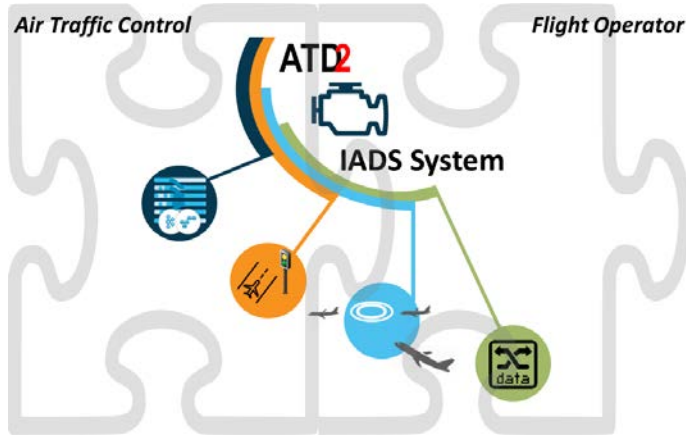 Air Traffic Control
Flight Operator
ATD2
IADS System
data